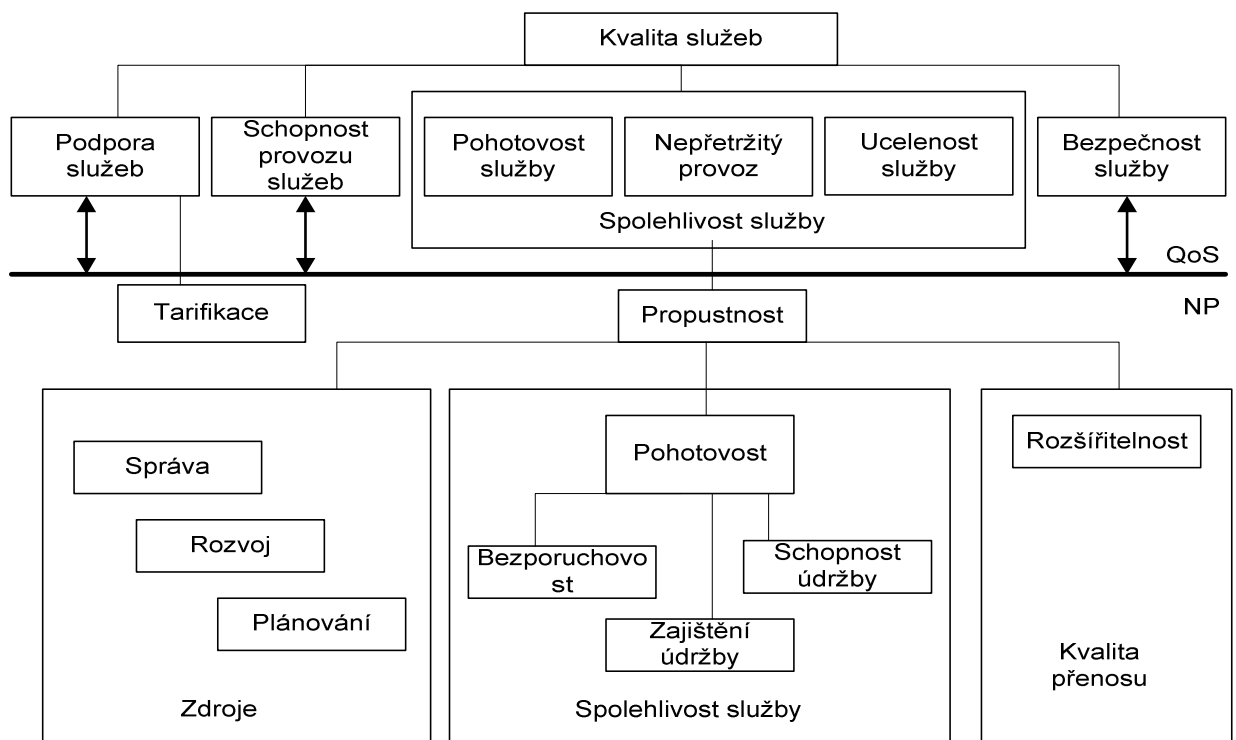 Kvalita služeb
Podpora
služeb
Schopnost
provozu
služeb
Pohotovost
služby
Nepřetržitý
provoz
Ucelenost
služby
Bezpečnost
služby
Spolehlivost služby
QoS
NP
Tarifikace
Propustnost
Správa
Rozvoj
Plánování
Zdroje
Pohotovost
Bezporuchovo
st
Schopnost
údržby
Zajištění
údržby
Spolehlivost služby
Rozšířitelnost
Kvalita
přenosu